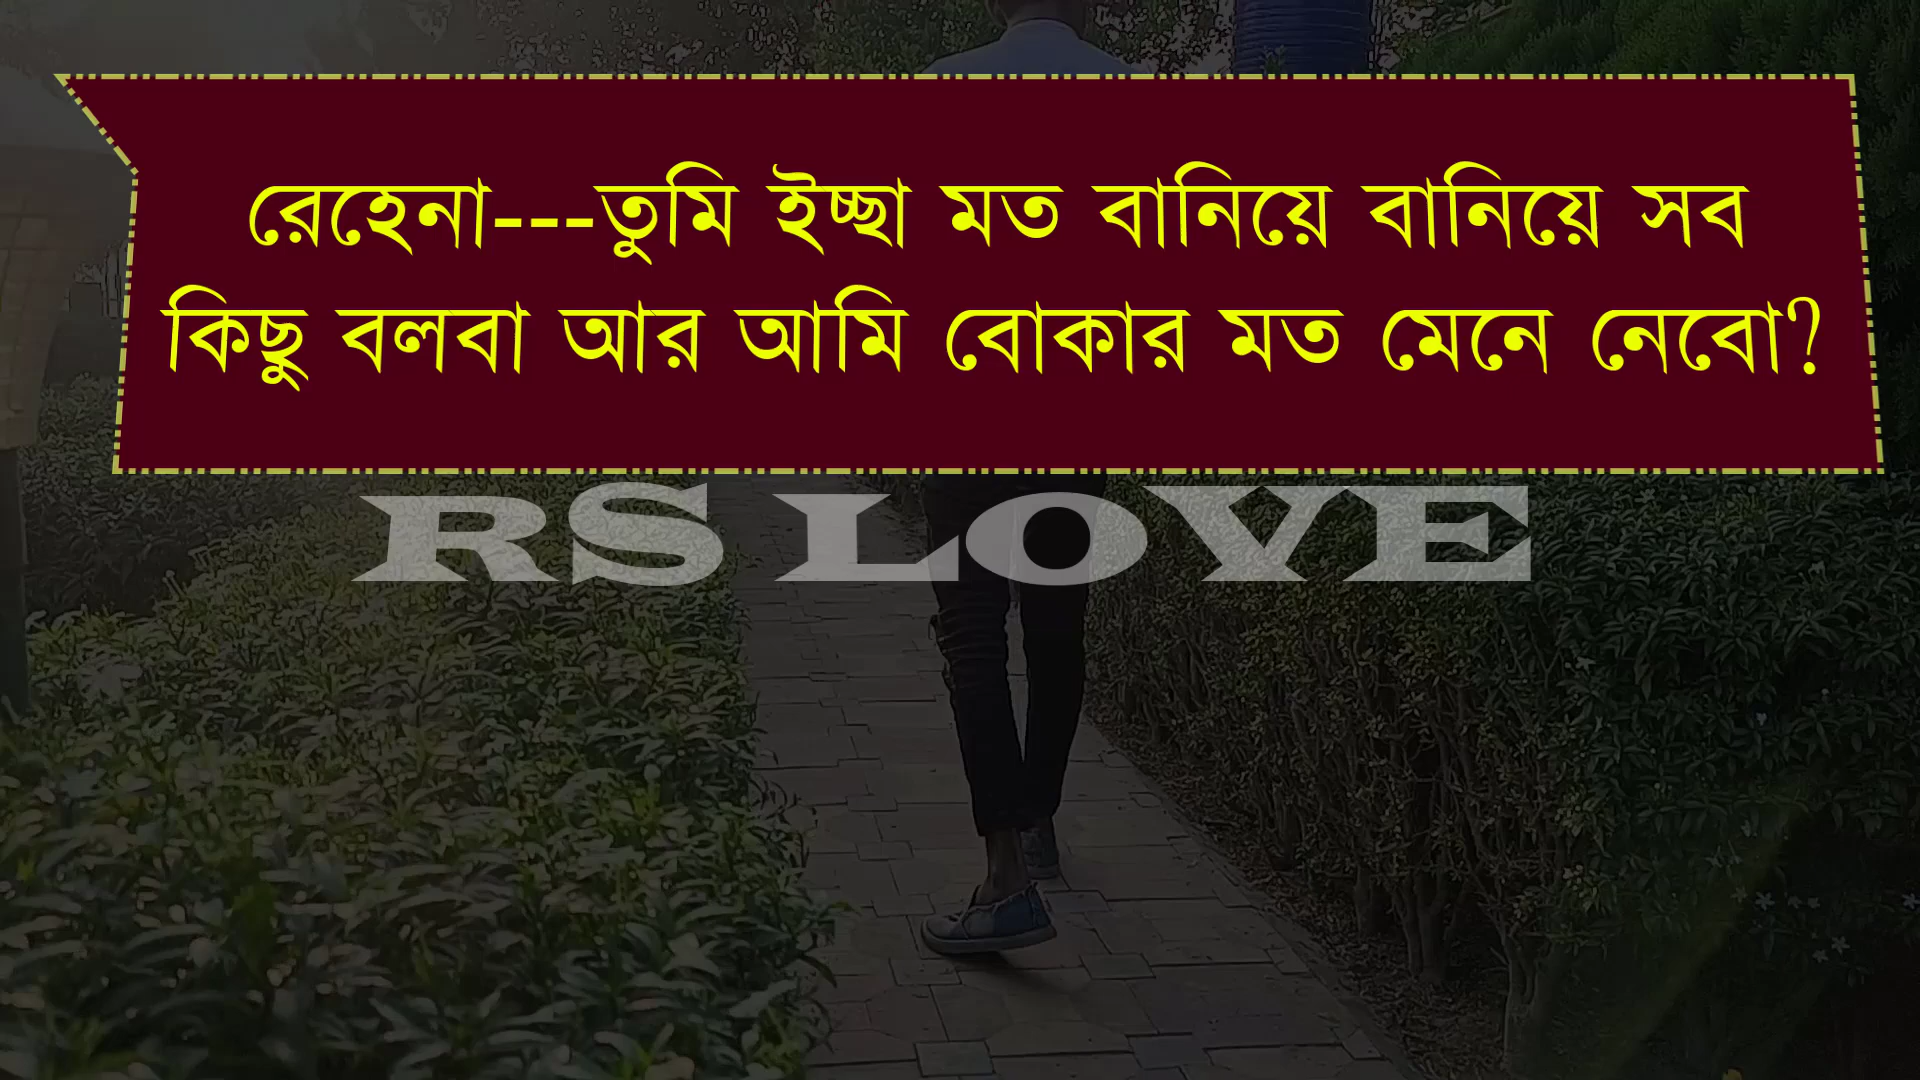 রেহেনা---তুমি ইচ্ছা মত বানিয়ে বানিয়ে সব
কিছু বলবা আর আমি বোকার মত মেনে নেবো?
RS LOVE